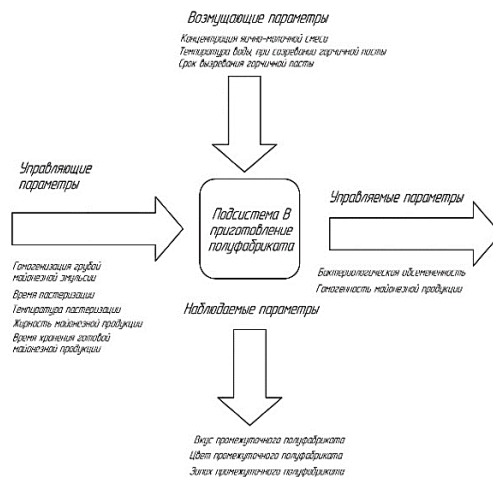 Возмущающие параметры
Концентрация яично-молочной смеси
Температура воды, при созревании горчичной пасты
Срок вызревания горчичной пасты
Управляющие
параметры
Подсистема В
приготовление
полуфабриката
Управляемые параметры
Гомогенизация грубой
майонезной эмульсии
Время пастеризации
Температура пастеризации
Жирность майонезной продукции
Время хранения готовой
майонезной продукции
Бактериологическая обсемененность
Гомогенность майонезной продукции
Наблюдаемые параметры
Вкус промежуточного полуфабриката
Цвет промежуточного полуфабриката
Запах промежуточного полуфабриката